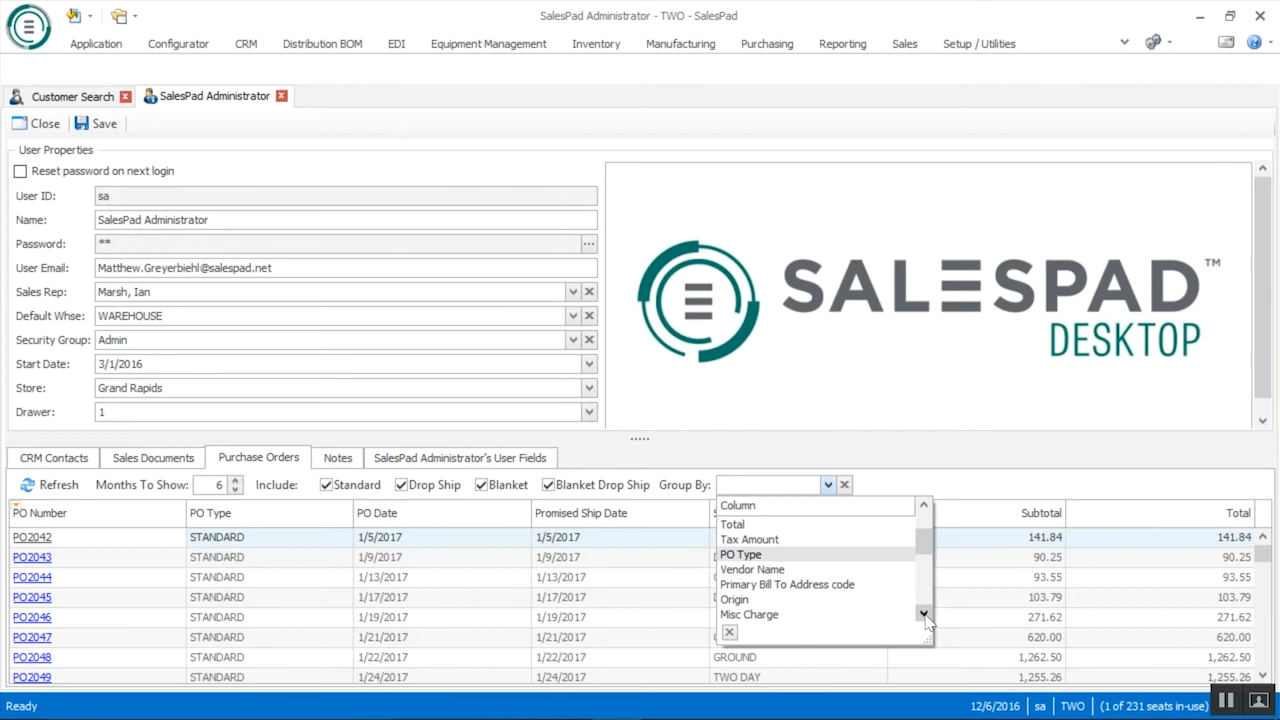 SalesPad Administrator - TWO - SalesPad
Application Configurator CRM Distribution BOM EDI Equipment Management Inventory Manufacturing Purchasing Reporting Sales Setup / Utilities
Customer Search SalesPad Administrator
Close Save
User Properties
Reset password on next login
User ID: sa
Name: SalesPad Administrator
Password: **
User Email: Matthew.Greyerbiehl@salespad.net
Sales Rep: Marsh, Ian
Default Whse: WAREHOUSE
Security Group: Admin
Start Date: 3/1/2016
Store: Grand Rapids
Drawer: 1
SALESPAD™
DESKTOP
CRM Contacts Sales Documents Purchase Orders Notes SalesPad Administrator's User Fields
Refresh Months To Show: 6 Include: Standard Drop Ship Blanket Blanket Drop Ship Group By:
PO Number PO Type PO Date Promised Ship Date Subtotal Total
PO2042 STANDARD 1/5/2017 1/5/2017 141.84 141.84
PO2043 STANDARD 1/9/2017 1/9/2017 90.25 90.25
PO2044 STANDARD 1/13/2017 1/13/2017 93.55 93.55
PO2045 STANDARD 1/17/2017 1/17/2017 103.79 103.79
PO2046 STANDARD 1/19/2017 1/19/2017 271.62 271.62
PO2047 STANDARD 1/21/2017 1/21/2017 620.00 620.00
PO2048 STANDARD 1/22/2017 1/22/2017 GROUND 1,262.50 1,262.50
PO2049 STANDARD 1/24/2017 1/24/2017 TWO DAY 1,255.26 1,255.26
Column
Total
Tax Amount
PO Type
Vendor Name
Primary Bill To Address code
Origin
Misc Charge
Ready 12/6/2016 sa TWO (1 of 231 seats in-use)